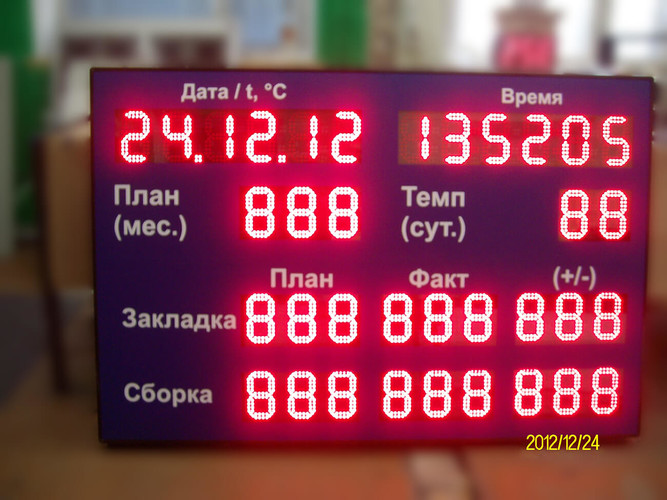 Дата / t, °C Время
24.12.12 135205
План 888 Темп 88
(мес.) (сут.)
План Факт (+/-)
Закладка 888 888 888
Сборка 888 888 888
2012/12/24